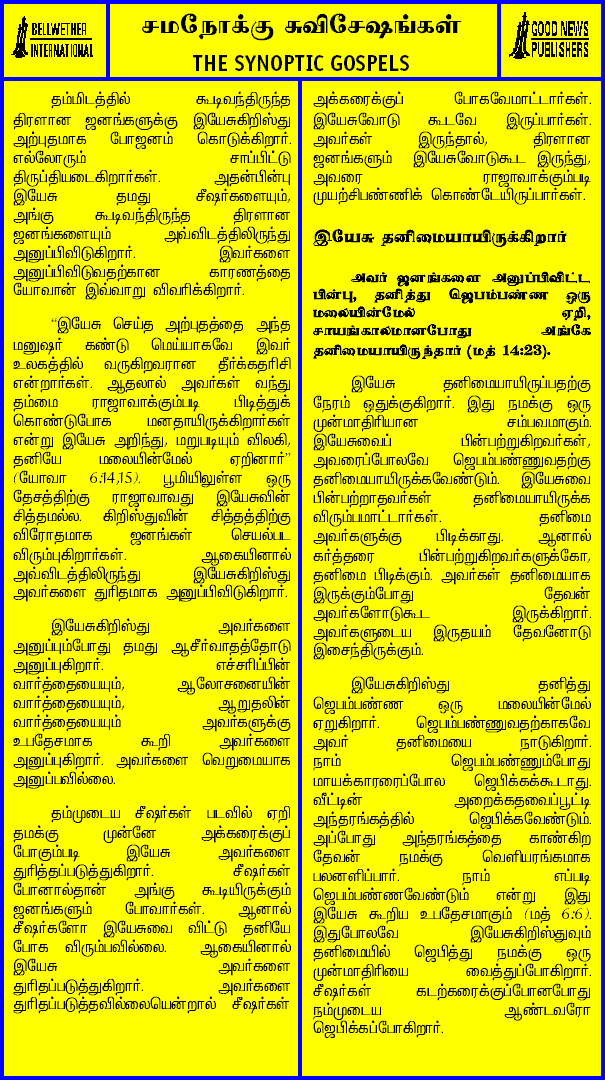 BELLWETHER
INTERNATIONAL
சமநோக்கு சுவிசேஷங்கள்
THE SYNOPTIC GOSPELS
GOOD NEWS
PUBLISHERS
தம்மிடத்தில் கூடிவந்திருந்த
திரளான ஜனங்களுக்கு இயேசுகிறிஸ்து
அற்புதமாக போஜனம் கொடுக்கிறார்.
எல்லோரும் சாப்பிட்டு
திருப்தியடைகிறார்கள். அதன்பின்பு
இயேசு தமது சீஷர்களையும்,
அங்கு கூடிவந்திருந்த திரளான
ஜனங்களையும் அவ்விடத்திலிருந்து
அனுப்பிவிடுகிறார். இவர்களை
அனுப்பிவிடுவதற்கான காரணத்தை
யோவான் இவ்வாறு விவரிக்கிறார்.
“இயேசு செய்த அற்புதத்தை அந்த
மனுஷர் கண்டு மெய்யாகவே இவர்
உலகத்தில் வருகிறவரான தீர்க்கதரிசி
என்றார்கள். ஆதலால் அவர்கள் வந்து
தம்மை ராஜாவாக்கும்படி பிடித்துக்
கொண்டுபோக மனதாயிருக்கிறார்கள்
என்று இயேசு அறிந்து, மறுபடியும் விலகி,
தனியே மலையின்மேல் ஏறினார்”
(யோவா 6:14,15). பூமியிலுள்ள ஒரு
தேசத்திற்கு ராஜாவாவது இயேசுவின்
சித்தமல்ல. கிறிஸ்துவின் சித்தத்திற்கு
விரோதமாக ஜனங்கள் செயல்பட
விரும்புகிறார்கள். ஆகையினால்
அவ்விடத்திலிருந்து இயேசுகிறிஸ்து
அவர்களை துரிதமாக அனுப்பிவிடுகிறார்.
இயேசுகிறிஸ்து அவர்களை
அனுப்பும்போது தமது ஆசீர்வாதத்தோடு
அனுப்புகிறார். எச்சரிப்பின்
வார்த்தையையும், ஆலோசனையின்
வார்த்தையையும், ஆறுதலின்
வார்த்தையையும் அவர்களுக்கு
உபதேசமாக கூறி அவர்களை
அனுப்புகிறார். அவர்களை வெறுமையாக
அனுப்பவில்லை.
தம்முடைய சீஷர்கள் படவில் ஏறி
தமக்கு முன்னே அக்கரைக்குப்
போகும்படி இயேசு அவர்களை
துரிதப்படுத்துகிறார். சீஷர்கள்
போனால்தான் அங்கு கூடியிருக்கும்
ஜனங்களும் போவார்கள். ஆனால்
சீஷர்களோ இயேசுவை விட்டு தனியே
போக விரும்பவில்லை. ஆகையினால்
இயேசு அவர்களை
துரிதப்படுத்துகிறார். அவர்களை
துரிதப்படுத்தவில்லையென்றால் சீஷர்கள்
அக்கரைக்குப் போகவேமாட்டார்கள்.
இயேசுவோடு கூடவே இருப்பார்கள்.
அவர்கள் இருந்தால், திரளான
ஜனங்களும் இயேசுவோடுகூட இருந்து,
அவரை ராஜாவாக்கும்படி
முயற்சிபண்ணிக் கொண்டேயிருப்பார்கள்.
இயேசு தனிமையாயிருக்கிறார்
அவர் ஜனங்களை அனுப்பிவிட்ட
பின்பு, தனித்து ஜெபம்பண்ண ஒரு
மலையின்மேல் ஏறி,
சாயங்காலமானபோது அங்கே
தனிமையாயிருந்தார் (மத் 14:23).
இயேசு தனிமையாயிருப்பதற்கு
நேரம் ஒதுக்குகிறார். இது நமக்கு ஒரு
முன்மாதிரியான சம்பவமாகும்.
இயேசுவைப் பின்பற்றுகிறவர்கள்,
அவரைப்போலவே ஜெபம்பண்ணுவதற்கு
தனிமையாயிருக்கவேண்டும். இயேசுவை
பின்பற்றாதவர்கள் தனிமையாயிருக்க
விரும்பமாட்டார்கள். தனிமை
அவர்களுக்கு பிடிக்காது. ஆனால்
கர்த்தரை பின்பற்றுகிறவர்களுக்கோ,
தனிமை பிடிக்கும். அவர்கள் தனிமையாக
இருக்கும்போது தேவன்
அவர்களோடுகூட இருக்கிறார்.
அவர்களுடைய இருதயம் தேவனோடு
இசைந்திருக்கும்.
இயேசுகிறிஸ்து தனித்து
ஜெபம்பண்ண ஒரு மலையின்மேல்
ஏறுகிறார். ஜெபம்பண்ணுவதற்காகவே
அவர் தனிமையை நாடுகிறார்.
நாம் ஜெபம்பண்ணும்போது
மாயக்காரரைப்போல ஜெபிக்கக்கூடாது.
வீட்டின் அறைக்கதவைப்பூட்டி
அந்தரங்கத்தில் ஜெபிக்கவேண்டும்.
அப்போது அந்தரங்கத்தை காண்கிற
தேவன் நமக்கு வெளியரங்கமாக
பலனளிப்பார். நாம் எப்படி
ஜெபம்பண்ணவேண்டும் என்று இது
இயேசு கூறிய உபதேசமாகும் (மத் 6:6).
இதுபோலவே இயேசுகிறிஸ்துவும்
தனிமையில் ஜெபித்து நமக்கு ஒரு
முன்மாதிரியை வைத்துப்போகிறார்.
சீஷர்கள் கடற்கரைக்குப்போனபோது
நம்முடைய ஆண்டவரோ
ஜெபிக்கப்போகிறார்.